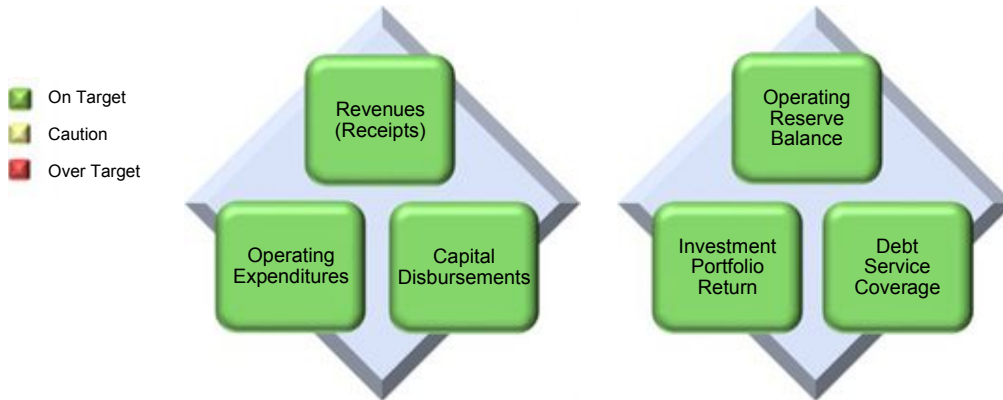 On Target
Caution
Over Target
Revenues
(Receipts)
Operating
Expenditures
Capital
Disbursements
Operating
Reserve
Balance
Investment
Portfolio
Return
Debt
Service
Coverage